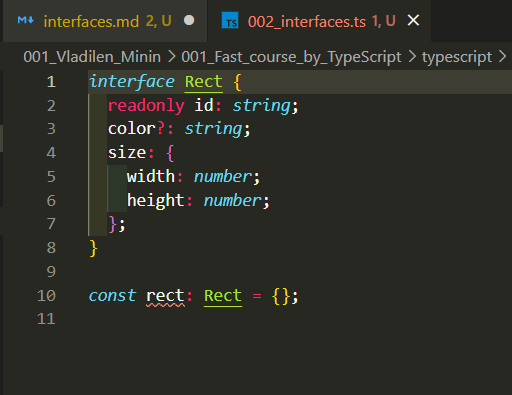 interfaces.md 2, U
TS 002_interfaces.ts 1, U
001_Vladilen_Minin > 001_Fast_course_by_TypeScript > typescript >
1 interface Rect {
2 readonly id: string;
3 color?: string;
4 size: {
5 width: number;
6 height: number;
7 };
8 }
9
10 const rect: Rect = {};
11